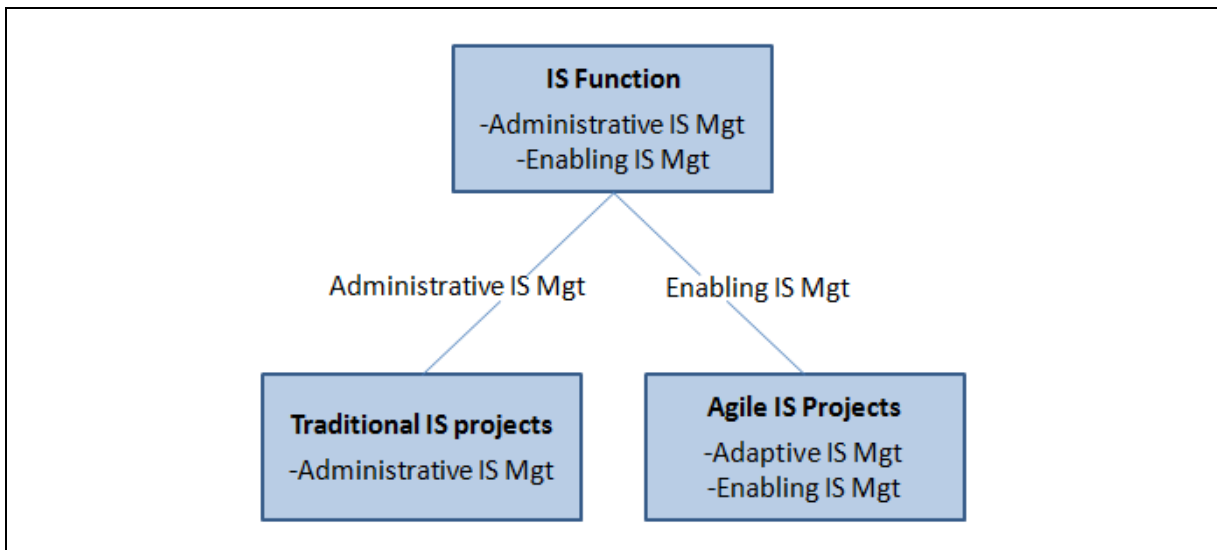 IS Function
-Administrative IS Mgt
-Enabling IS Mgt
Administrative IS Mgt
Enabling IS Mgt
Traditional IS projects
-Administrative IS Mgt
Agile IS Projects
-Adaptive IS Mgt
-Enabling IS Mgt